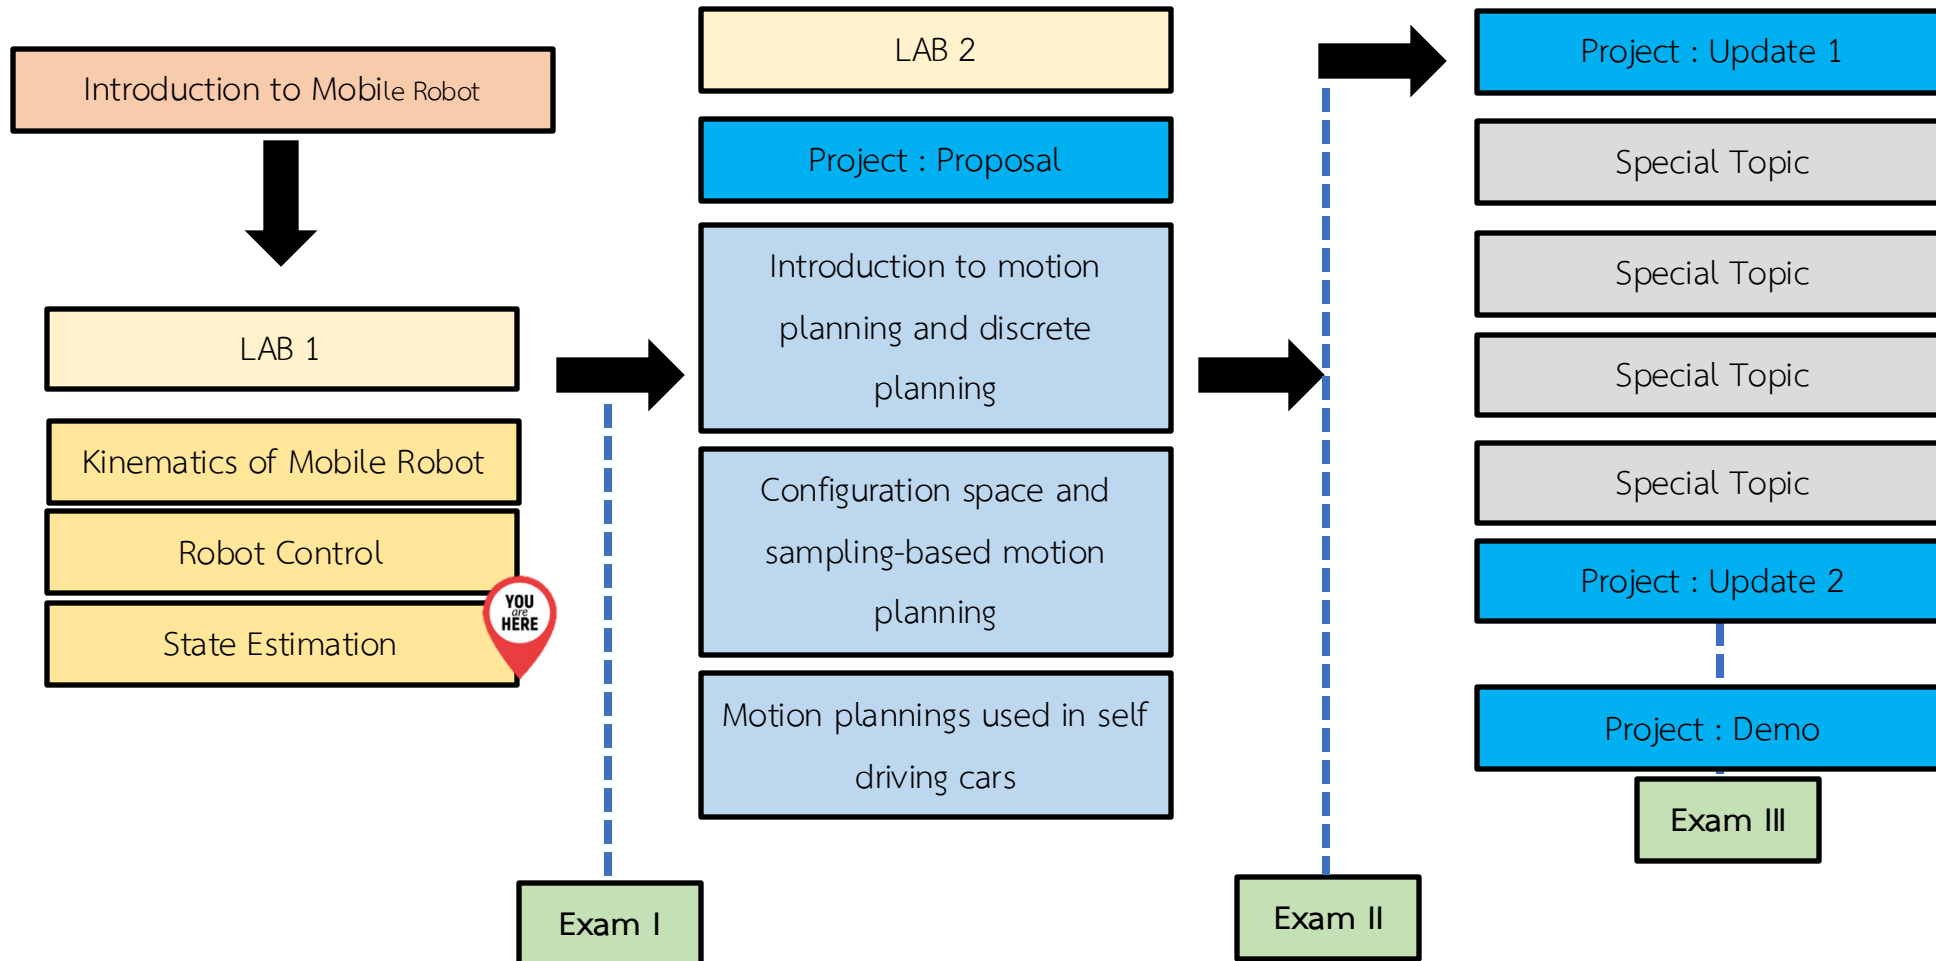 Introduction to Mobile Robot
LAB 1
Kinematics of Mobile Robot
Robot Control
State Estimation
YOU
are
HERE
Exam I
LAB 2
Project : Proposal
Introduction to motion
planning and discrete
planning
Configuration space and
sampling-based motion
planning
Motion plannings used in self
driving cars
Exam II
Project : Update 1
Special Topic
Special Topic
Special Topic
Special Topic
Project : Update 2
Project : Demo
Exam III